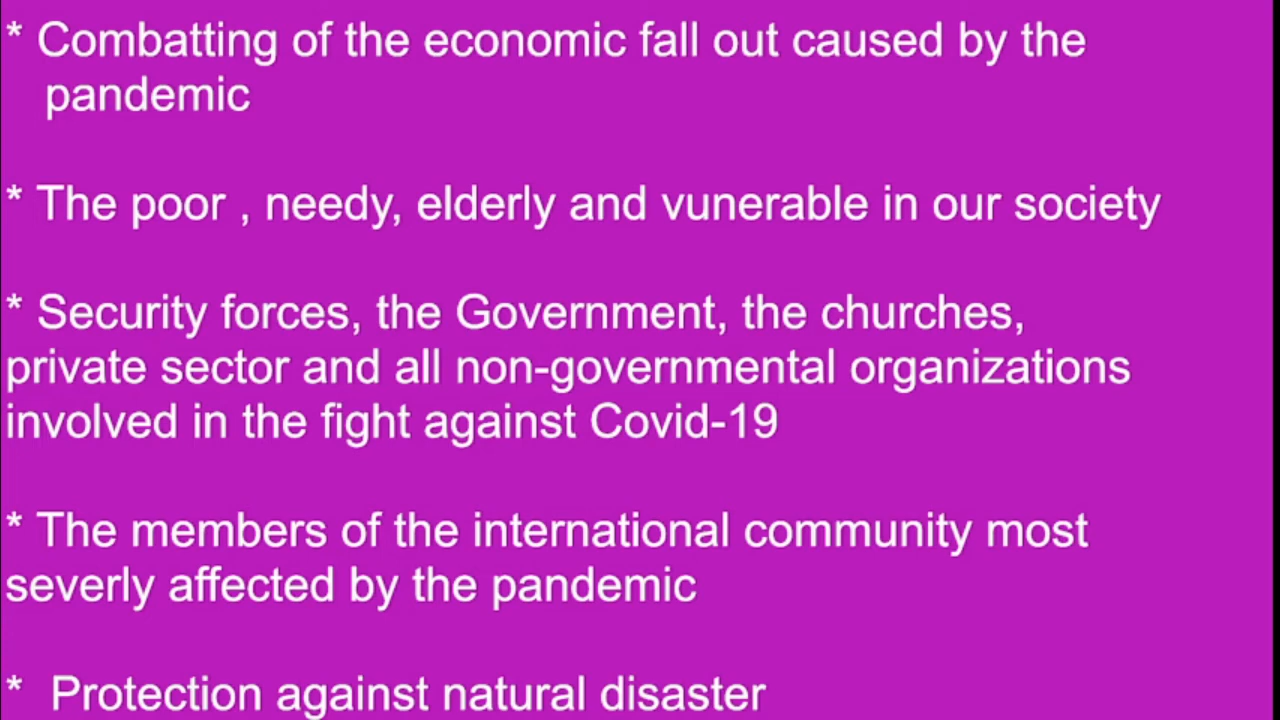 * Combatting of the economic fall out caused by the
pandemic
* The poor , needy, elderly and vunerable in our society
* Security forces, the Government, the churches,
private sector and all non-governmental organizations
involved in the fight against Covid-19
* The members of the international community most
severly affected by the pandemic
* Protection against natural disaster